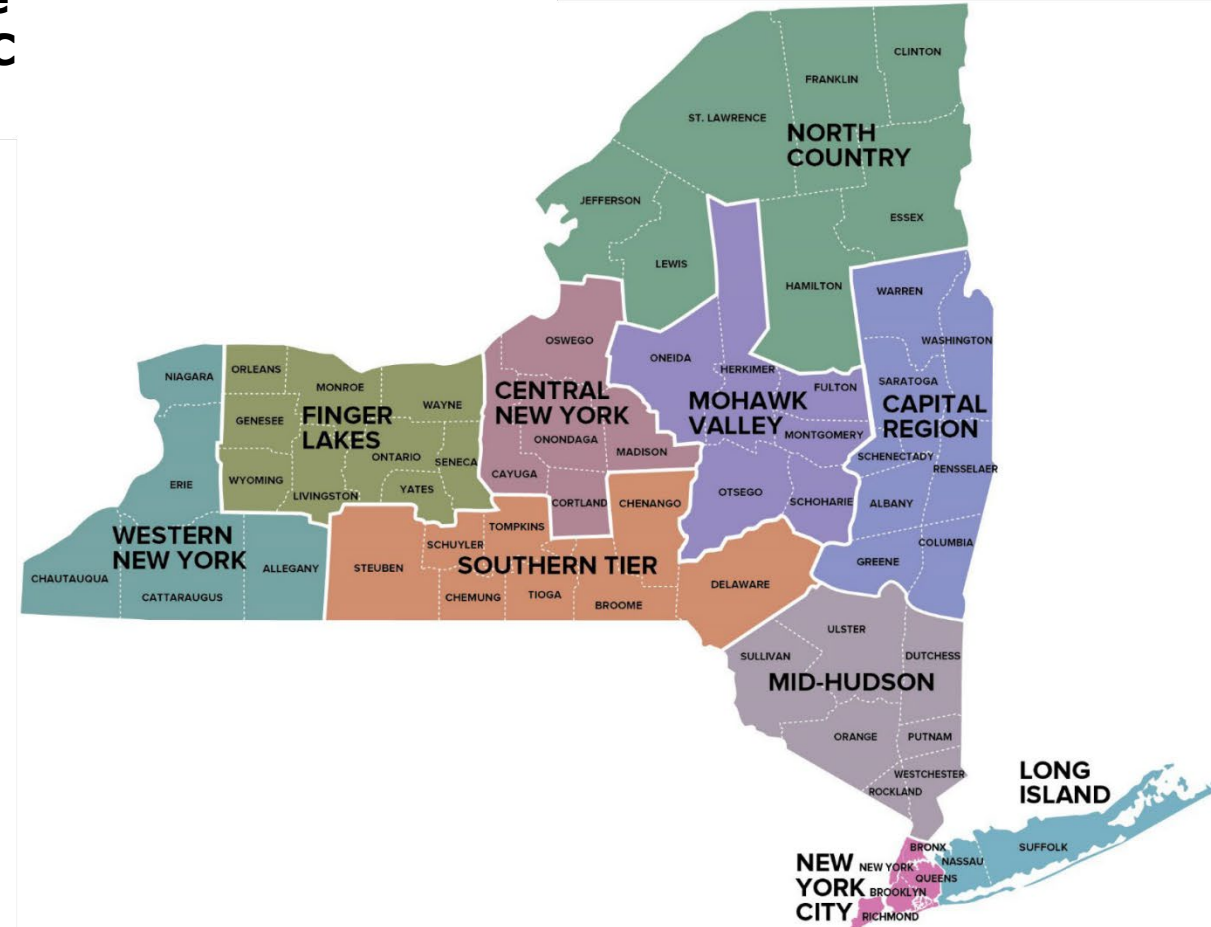 C
CLINTON
FRANKLIN
ST. LAWRENCE
NORTH
COUNTRY
JEFFERSON
ESSEX
LEWIS
HAMILTON
WARREN
OSWEGO
WASHINGTON
ONEIDA
HERKIMER
ORLEANS
NIAGARA
MONROE
FULTON
SARATOGA
WAYNE
CENTRAL
NEW YORK
MOHAWK
VALLEY
CAPITAL
REGION
GENESEE
FINGER
LAKES
MONTGOMERY
ONONDAGA
MADISON
ONTARIO
SENECA
SCHENECTADY
RENSSELAER
CAYUGA
WYOMING
ERIE
YATES
LIVINGSTON
OTSEGO
CORTLAND
CHENANGO
SCHOHARIE
ALBANY
TOMPKINS
WESTERN
NEW YORK
SCHUYLER
COLUMBIA
SOUTHERN TIER
GREENE
ALLEGANY
STEUBEN
CHAUTAUQUA
DELAWARE
CATTARAUGUS
CHEMUNG
TIOGA
BROOME
ULSTER
SULLIVAN
DUTCHESS
MID-HUDSON
ORANGE
PUTNAM
WESTCHESTER
ROCKLAND
LONG
ISLAND
BRONX
SUFFOLK
NASSAU
NEW
YORK
CITY
NEW YORK
QUEENS
BROOKLYN
RICHMOND